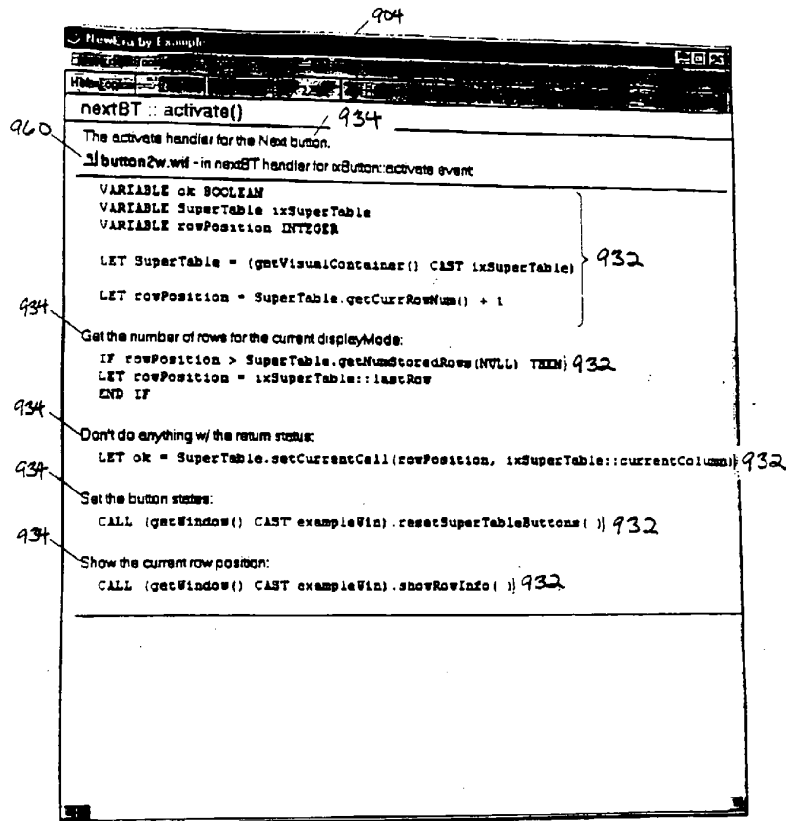 904
NewEra by Example
nextBT :: activate()
934
The activate handler for the Next button.
960
button2w.wif - in nextBT handler for ixButton::activate event
VARIABLE ok BOOLEAN
VARIABLE SuperTable ixSuperTable
VARIABLE rowPosition INTEGER
LET SuperTable = (getVisualContainer() CAST ixSuperTable)
932
LET rowPosition = SuperTable.getCurrRowNum() + 1
934
Get the number of rows for the current displayMode:
IF rowPosition > SuperTable.getNumStoredRows(NULL) THEN
932
LET rowPosition = ixSuperTable::lastRow
END IF
934
Don't do anything w/ the return status:
LET ok = SuperTable.setCurrentCell(rowPosition, ixSuperTable::currentColumn)
932
934
Set the button states:
CALL (getWindow() CAST exampleWin).resetSuperTableButtons( )
932
934
Show the current row position:
CALL (getWindow() CAST exampleWin).showRowInfo( )
932